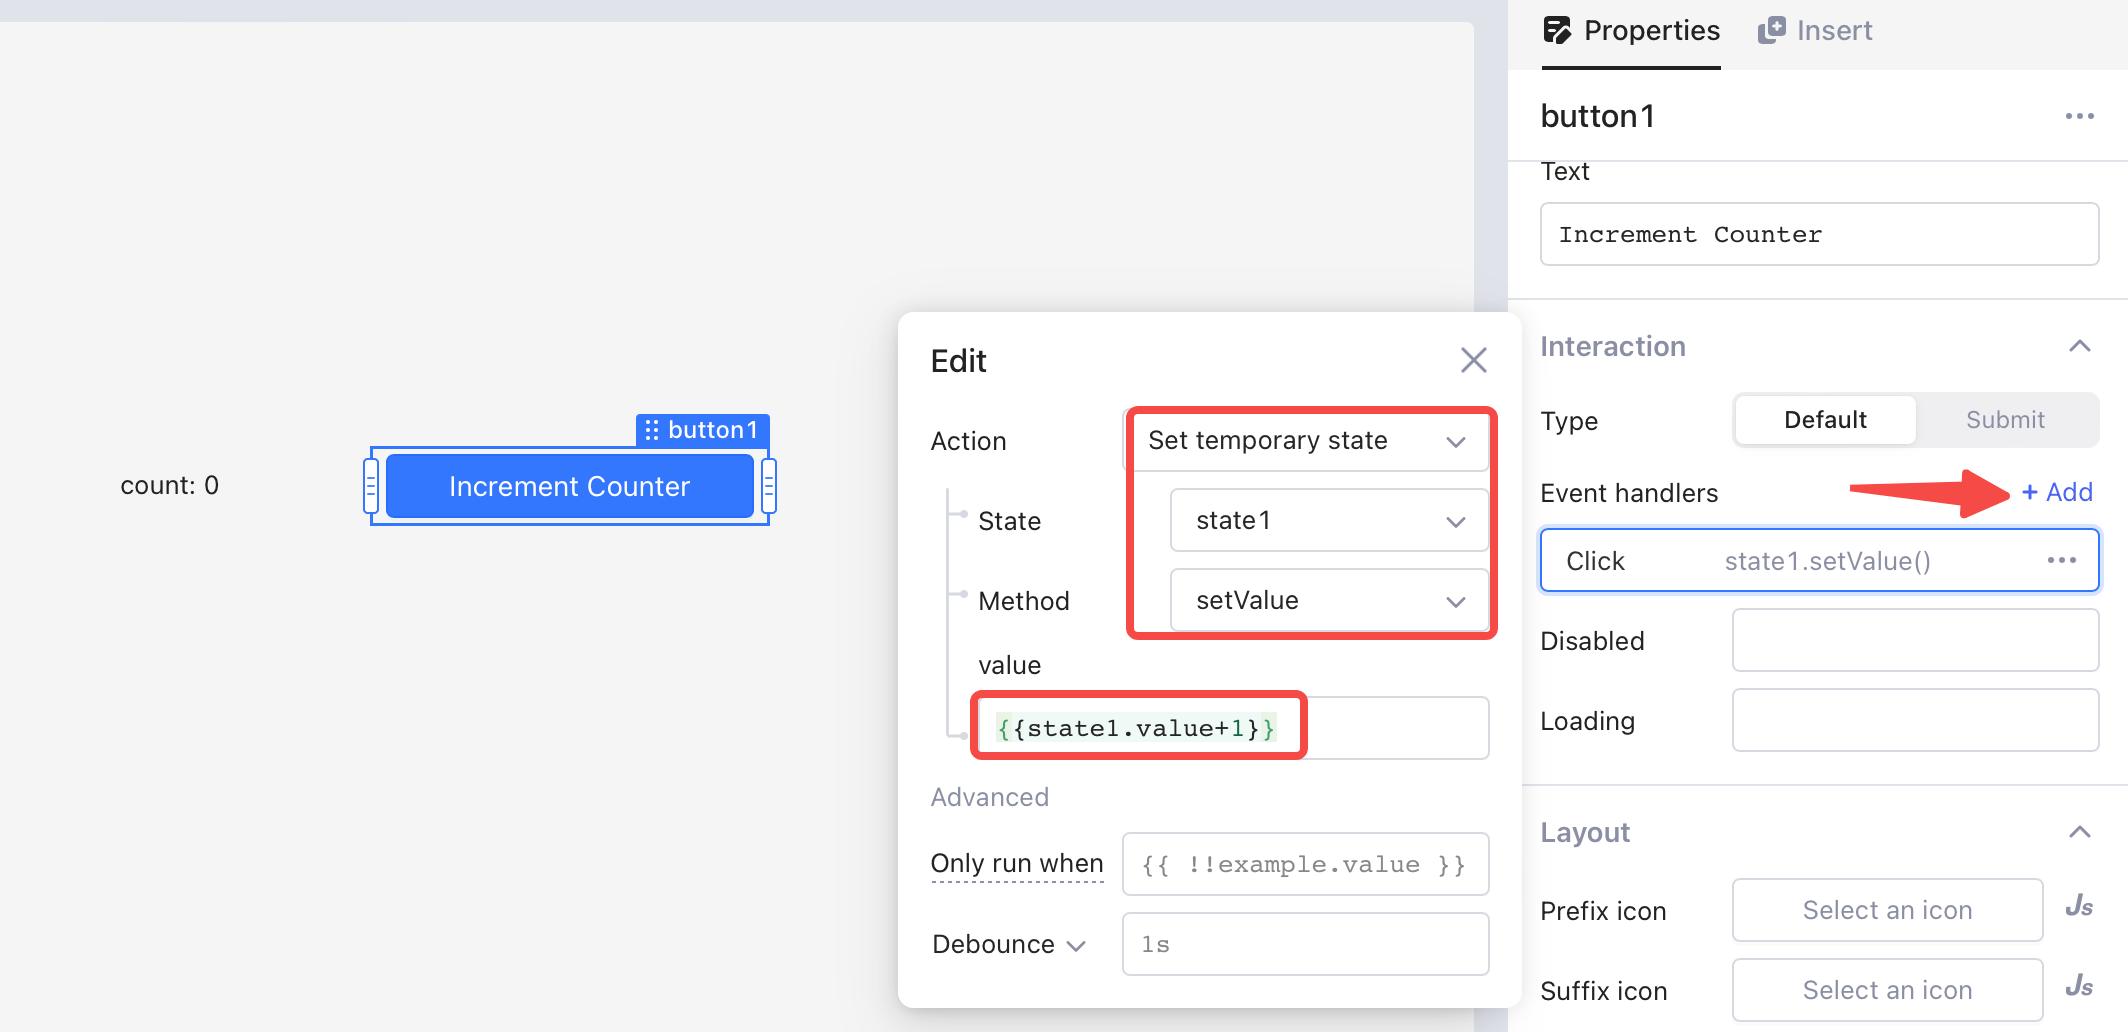 Properties
Insert
button1
Text
Increment Counter
Interaction
Type
Default
Submit
Event handlers
+ Add
Click
state1.setValue()
Disabled
Loading
Layout
Prefix icon
Select an icon
Js
Suffix icon
Select an icon
Js
count: 0
button1
Increment Counter
Edit
Action
Set temporary state
State
state1
Method
setValue
value
{{state1.value+1}}
Advanced
Only run when
{{ !!example.value }}
Debounce
1s